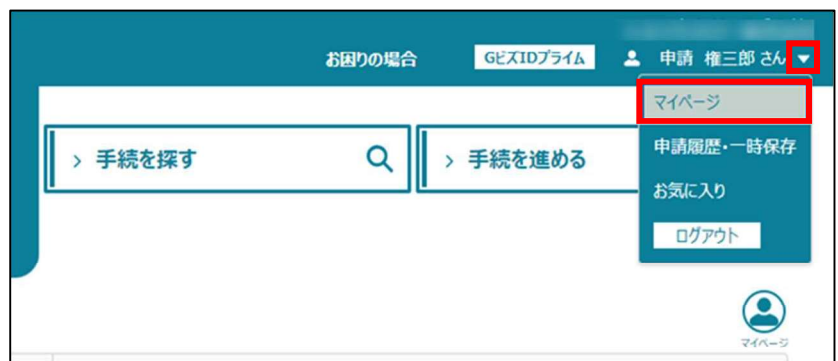 お困りの場合
GビズIDプライム
申請 権三郎 さん
マイページ
申請履歴・一時保存
お気に入り
ログアウト
手続を探す
手続を進める
マイページ